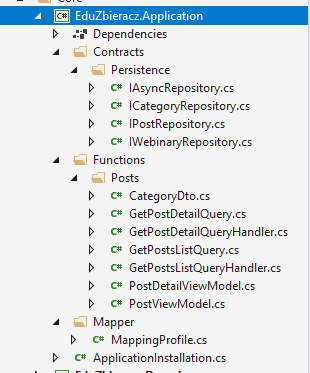 Core
C# EduZbieracz.Application
Dependencies
Contracts
Persistence
C# IAsyncRepository.cs
C# ICategoryRepository.cs
C# IPostRepository.cs
C# IWebinaryRepository.cs
Functions
Posts
C# CategoryDto.cs
C# GetPostDetailQuery.cs
C# GetPostDetailQueryHandler.cs
C# GetPostsListQuery.cs
C# GetPostsListQueryHandler.cs
C# PostDetailViewModel.cs
C# PostViewModel.cs
Mapper
C# MappingProfile.cs
C# ApplicationInstallation.cs